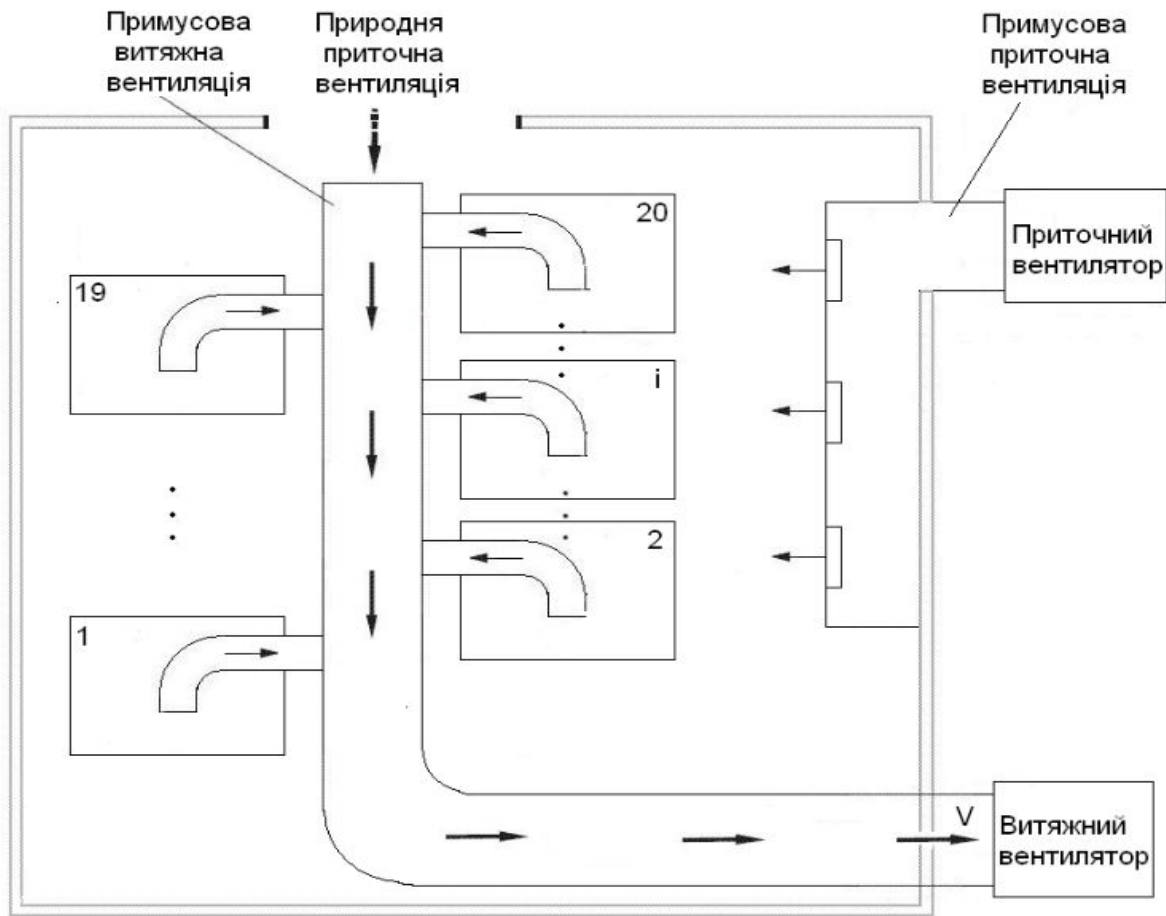 Примусова
витяжна
вентиляція
Природня
приточна
вентиляція
Примусова
приточна
вентиляція
20
Приточний
вентилятор
19
i
2
1
V
Витяжний
вентилятор